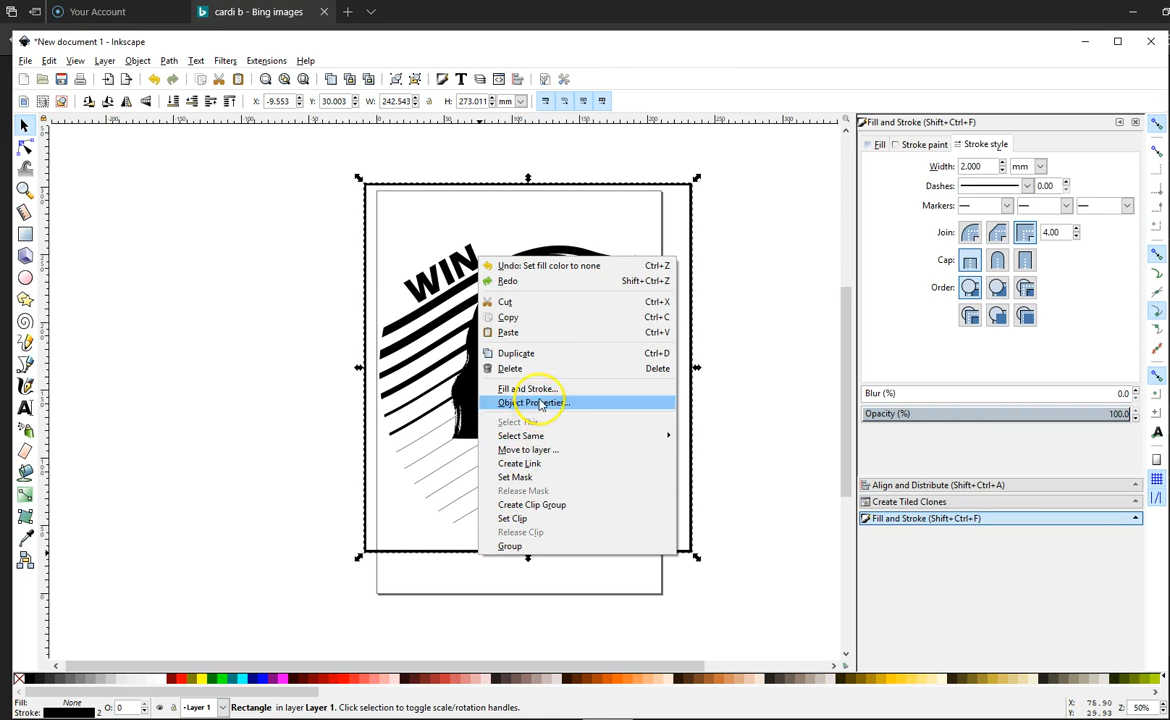 Your Account
cardi b - Bing images
*New document 1 - Inkscape
File Edit View Layer Object Path Text Filters Extensions Help
X: -9.553 Y: 30.003 W: 242.543 H: 273.011 mm
Fill and Stroke (Shift+Ctrl+F)
Fill Stroke paint Stroke style
Width: 2.000 mm
Dashes: 0.00
Markers:
Join: 4.00
Cap:
Order:
Blur (%) 0.0
Opacity (%) 100.0
Align and Distribute (Shift+Ctrl+A)
Create Tiled Clones
Fill and Stroke (Shift+Ctrl+F)
WIN
Undo: Set fill color to none Ctrl+Z
Redo Shift+Ctrl+Z
Cut Ctrl+X
Copy Ctrl+C
Paste Ctrl+V
Duplicate Ctrl+D
Delete Delete
Fill and Stroke...
Object Properties...
Select This
Select Same
Move to layer ...
Create Link
Set Mask
Release Mask
Create Clip Group
Set Clip
Release Clip
Group
Fill: None
Stroke: 2
O: 0
Layer 1
Rectangle in layer Layer 1. Click selection to toggle scale/rotation handles.
X: 75.90
Y: 29.93
Z: 50%